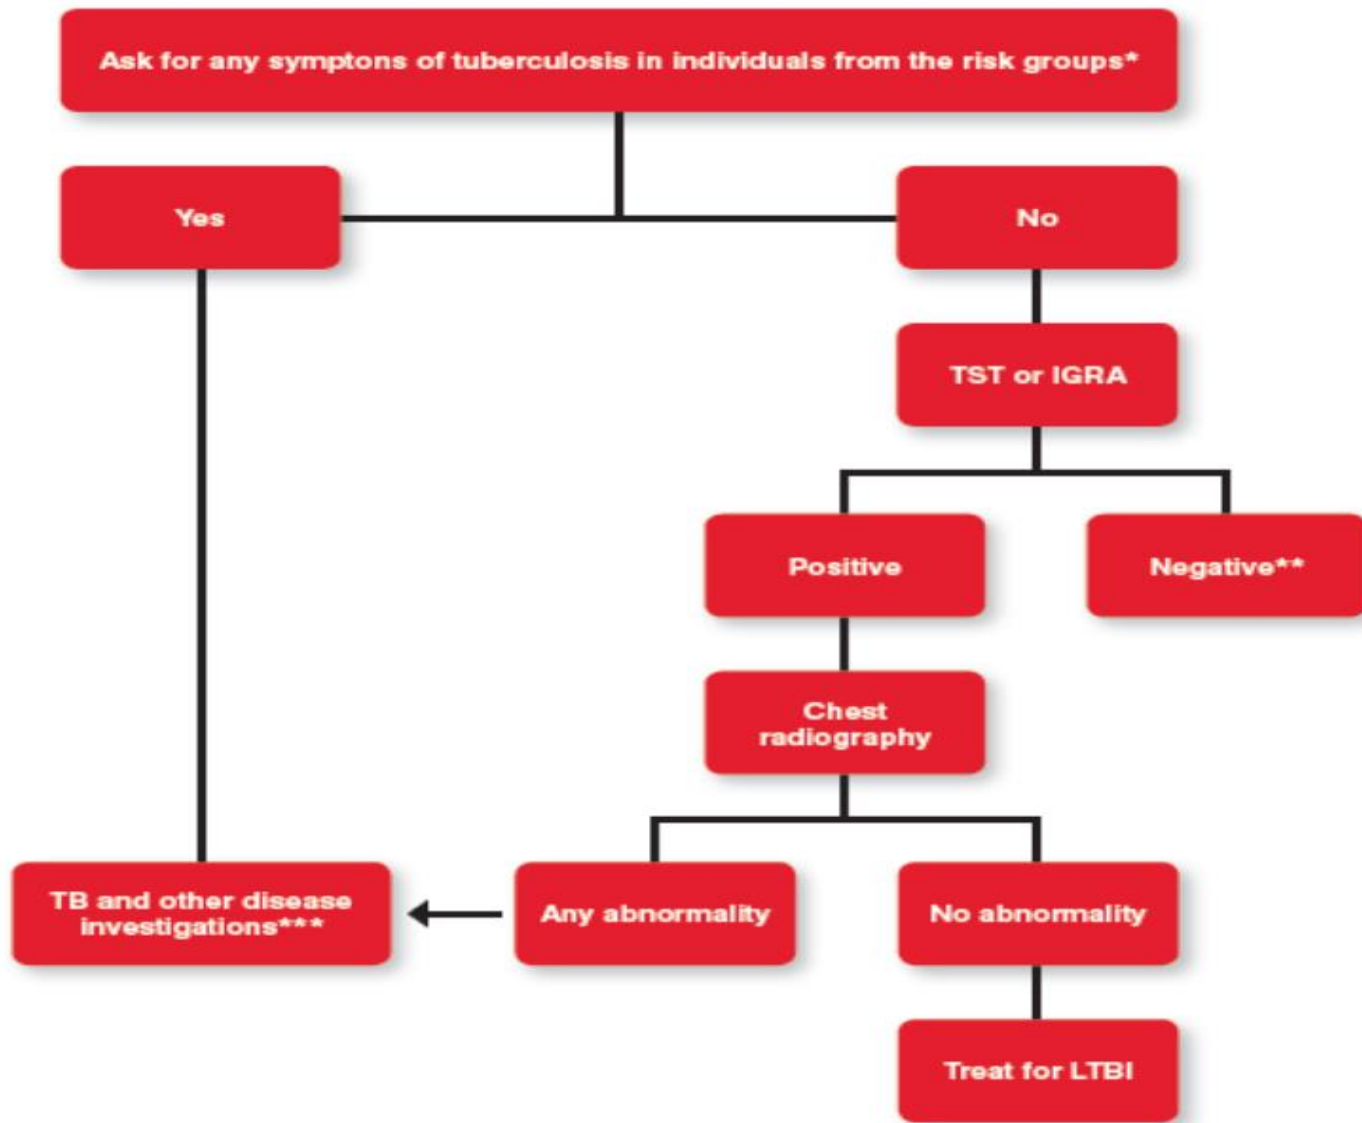 Ask for any symptons of tuberculosis in individuals from the risk groups*
Yes
No
TST or IGRA
Positive
Negative**
Chest
radiography
TB and other disease
investigations***
Any abnormality
No abnormality
Treat for LTBI